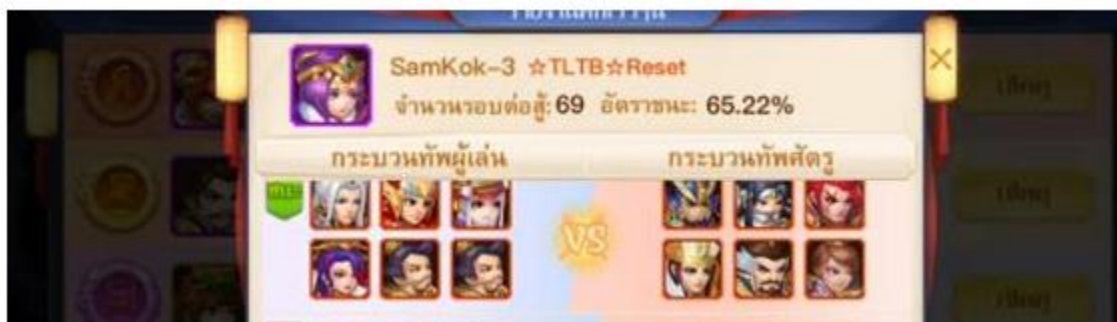 SamKok-3 ☆TLTB☆Reset
จำนวนรอบต่อสู้: 69 อัตราชนะ: 65.22%
กระบวนทัพผู้เล่น กระบวนทัพศัตรู
VS